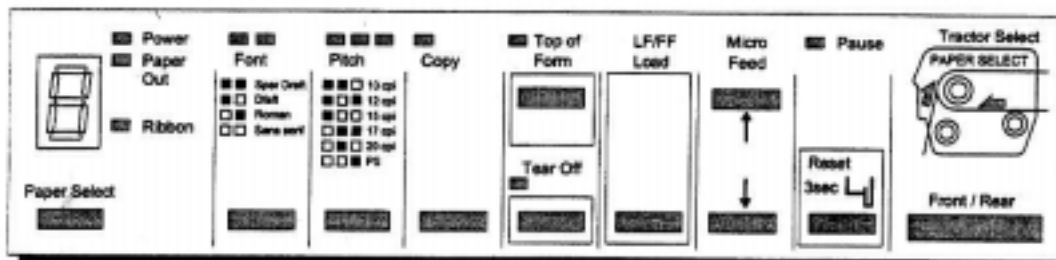 Power
Paper
Out
Ribbon
Paper Select
Font
Sper Draft
Draft
Roman
Sans serif
Pitch
10 cpi
12 cpi
15 cpi
17 cpi
20 cpi
PS
Copy
Top of
Form
Tear Off
LF/FF
Load
Micro
Feed
Pause
Reset
3sec
Tractor Select
PAPER SELECT
Front / Rear